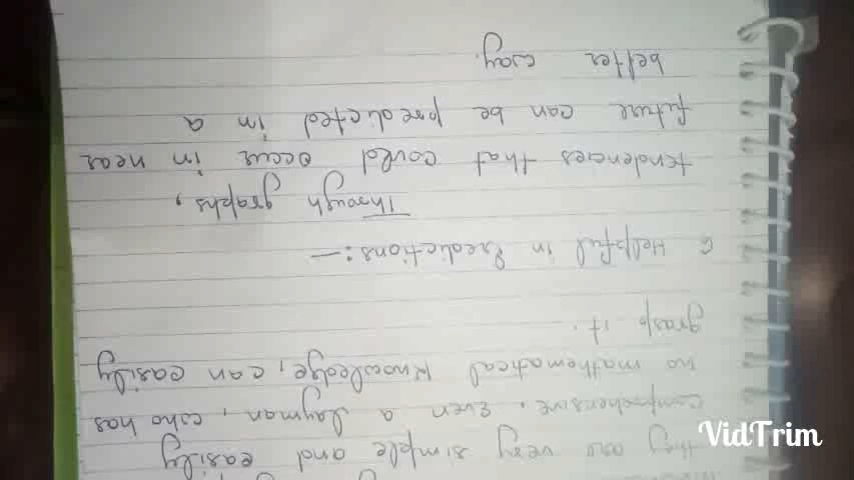 they are very simple and easily
comprehensive. Even a layman, who has
no mathematical knowledge, can easily
grasp it.
6 Helpful in Predictions:—
Through graphs,
tendencies that could occur in near
future can be predicted in a
better way.
VidTrim